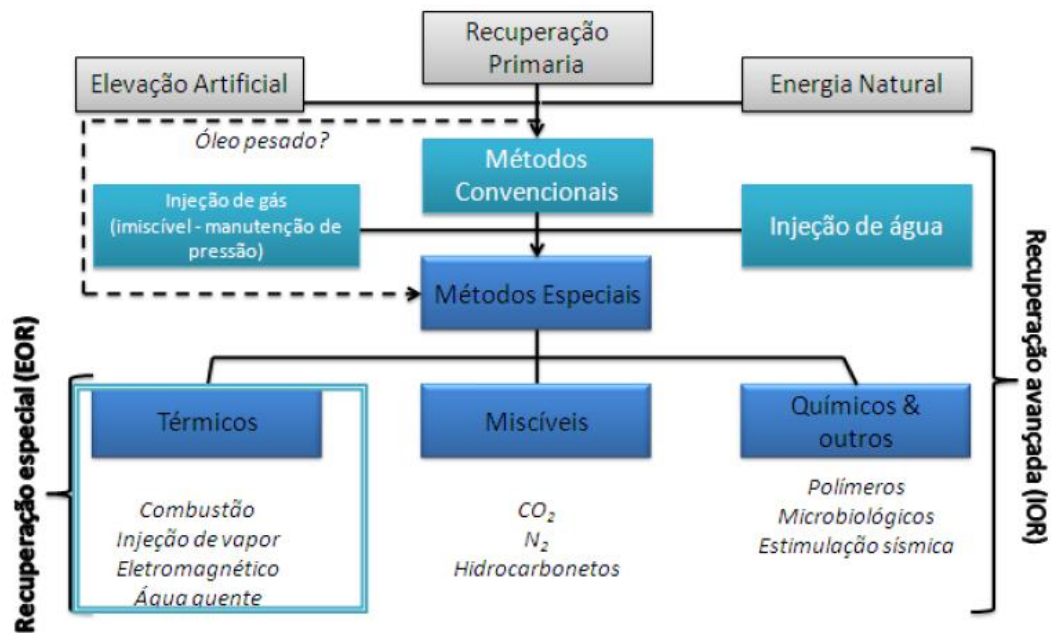 Recuperação
Primaria
Elevação Artificial
Energia Natural
Óleo pesado?
Métodos
Convencionais
Injeção de gás
(imiscível - manutenção de
pressão)
Injeção de água
Métodos Especiais
Recuperação especial (EOR)
Recuperação avançada (IOR)
Térmicos
Combustão
Injeção de vapor
Eletromagnético
Água quente
Miscíveis
CO₂
N₂
Hidrocarbonetos
Químicos &
outros
Polímeros
Microbiológicos
Estimulação sísmica